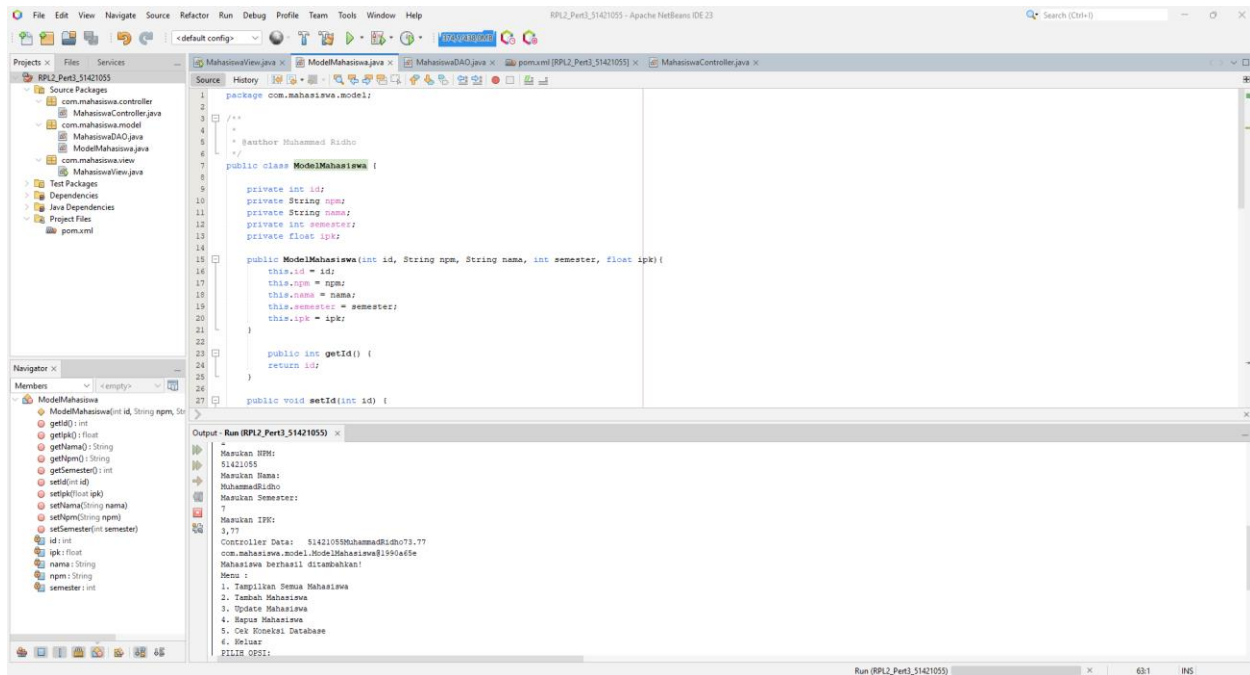 File Edit View Navigate Source Refactor Run Debug Profile Team Tools Window Help
RPL2_Pert3_51421055 - Apache NetBeans IDE 23
Search (Ctrl+I)
<default config>
Projects × Files Services
MahasiswaView.java × ModelMahasiswa.java × MahasiswaDAO.java × pom.xml [RPL2_Pert3_51421055] × MahasiswaController.java ×
RPL2_Pert3_51421055
Source Packages
com.mahasiswa.controller
MahasiswaController.java
com.mahasiswa.model
MahasiswaDAO.java
ModelMahasiswa.java
com.mahasiswa.view
MahasiswaView.java
Test Packages
Dependencies
Java Dependencies
Project Files
pom.xml
Source History
1 package com.mahasiswa.model;
2
3 /**
4 *
5 * @author Muhammad Ridho
6 */
7 public class ModelMahasiswa {
8
9 private int id;
10 private String npm;
11 private String nama;
12 private int semester;
13 private float ipk;
14
15 public ModelMahasiswa(int id, String npm, String nama, int semester, float ipk){
16 this.id = id;
17 this.npm = npm;
18 this.nama = nama;
19 this.semester = semester;
20 this.ipk = ipk;
21 }
22
23 public int getId() {
24 return id;
25 }
26
27 public void setId(int id) {
Navigator ×
Members <empty>
ModelMahasiswa
ModelMahasiswa(int id, String npm, Str
getId() : int
getIpk() : float
getNama() : String
getNpm() : String
getSemester() : int
setId(int id)
setIpk(float ipk)
setNama(String nama)
setNpm(String npm)
setSemester(int semester)
id : int
ipk : float
nama : String
npm : String
semester : int
Output - Run (RPL2_Pert3_51421055) ×
Masukan NPM:
51421055
Masukan Nama:
MuhammadRidho
Masukan Semester:
7
Masukan IPK:
3,77
Controller Data: 51421055MuhammadRidho73.77
com.mahasiswa.model.ModelMahasiswa@1990a65e
Mahasiswa berhasil ditambahkan!
Menu :
1. Tampilkan Semua Mahasiswa
2. Tambah Mahasiswa
3. Update Mahasiswa
4. Hapus Mahasiswa
5. Cek Koneksi Database
6. Keluar
PILIH OPSI:
Run (RPL2_Pert3_51421055)
63:1 INS